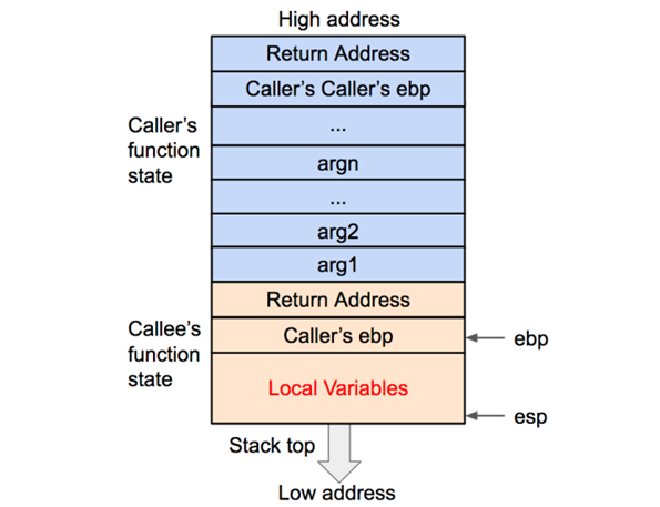 High address
Return Address
Caller's Caller's ebp
...
argn
...
arg2
arg1
Caller's
function
state
Return Address
Caller's ebp
Local Variables
Callee's
function
state
ebp
esp
Stack top
Low address